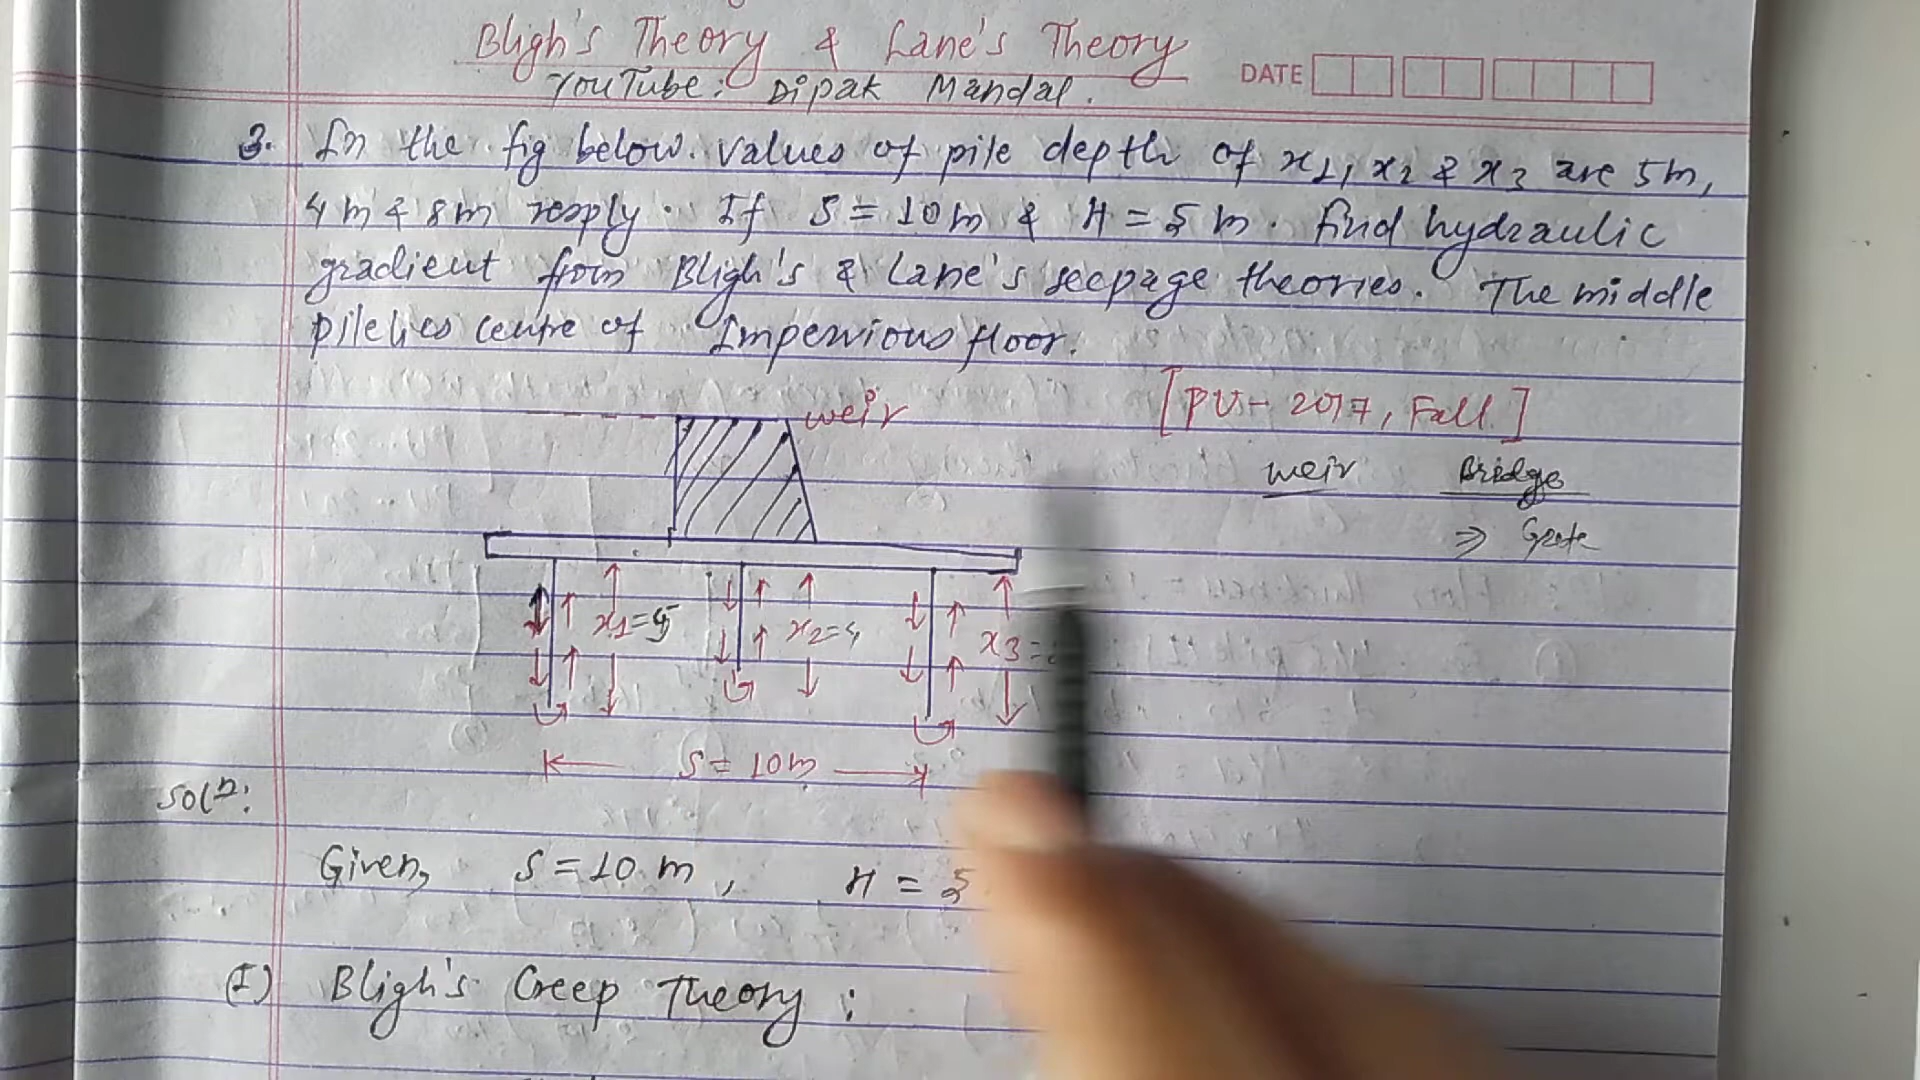 Bligh's Theory & Lane's Theory
YouTube: Dipak Mandal.
DATE
3. In the fig below. values of pile depth of x1, x2 & x3 are 5m,
4m & 8m resply. If S = 10m & H = 5m. find hydraulic
gradient from Bligh's & Lane's seepage theories. The middle
pile lies centre of Impervious floor.
[PU- 2017, Fall]
weir
weir Bridge
⇒ Gate
x1=5
x2=4
x3=
S = 10m
Soln:
Given, S = 10 m, H = 5
(I) Bligh's Creep Theory: